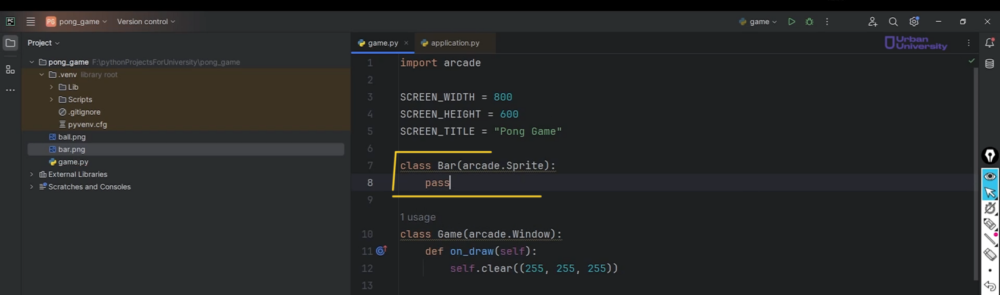 PC
PG pong_game Version control game
Project
game.py application.py
Urban
University
pong_game F:\pythonProjectsForUniversity\pong_game
.venv library root
Lib
Scripts
.gitignore
pyvenv.cfg
ball.png
bar.png
game.py
External Libraries
Scratches and Consoles
1 import arcade
2
3 SCREEN_WIDTH = 800
4 SCREEN_HEIGHT = 600
5 SCREEN_TITLE = "Pong Game"
6
7 class Bar(arcade.Sprite):
8 pass
9
1 usage
10 class Game(arcade.Window):
11 def on_draw(self):
12 self.clear((255, 255, 255))
13